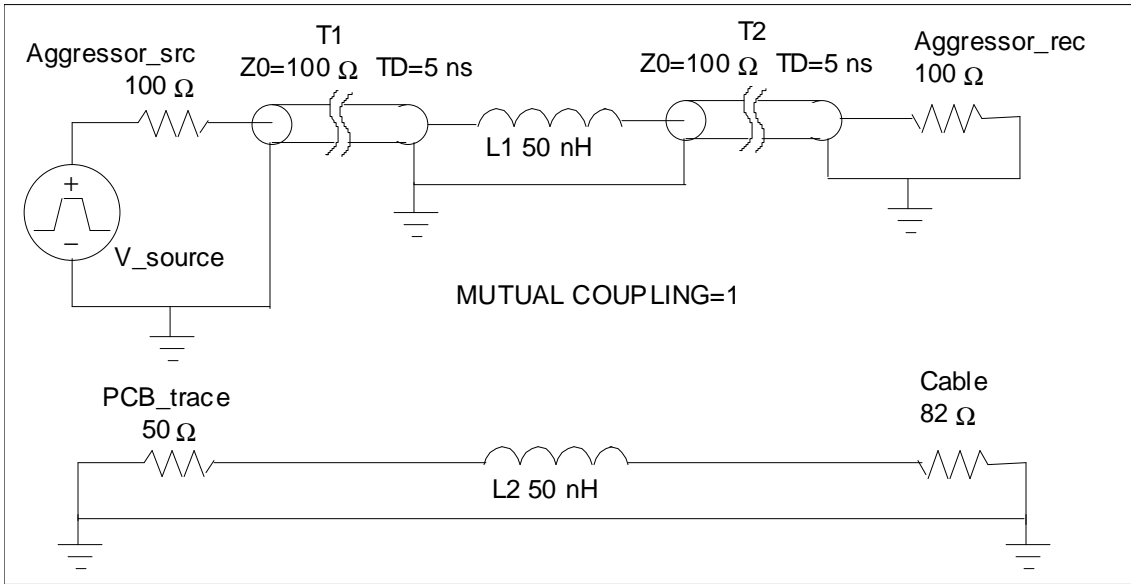 T1
Z0=100 Ω TD=5 ns
T2
Z0=100 Ω TD=5 ns
Aggressor_src
100 Ω
Aggressor_rec
100 Ω
L1 50 nH
+
−
V_source
MUTUAL COUPLING=1
PCB_trace
50 Ω
Cable
82 Ω
L2 50 nH